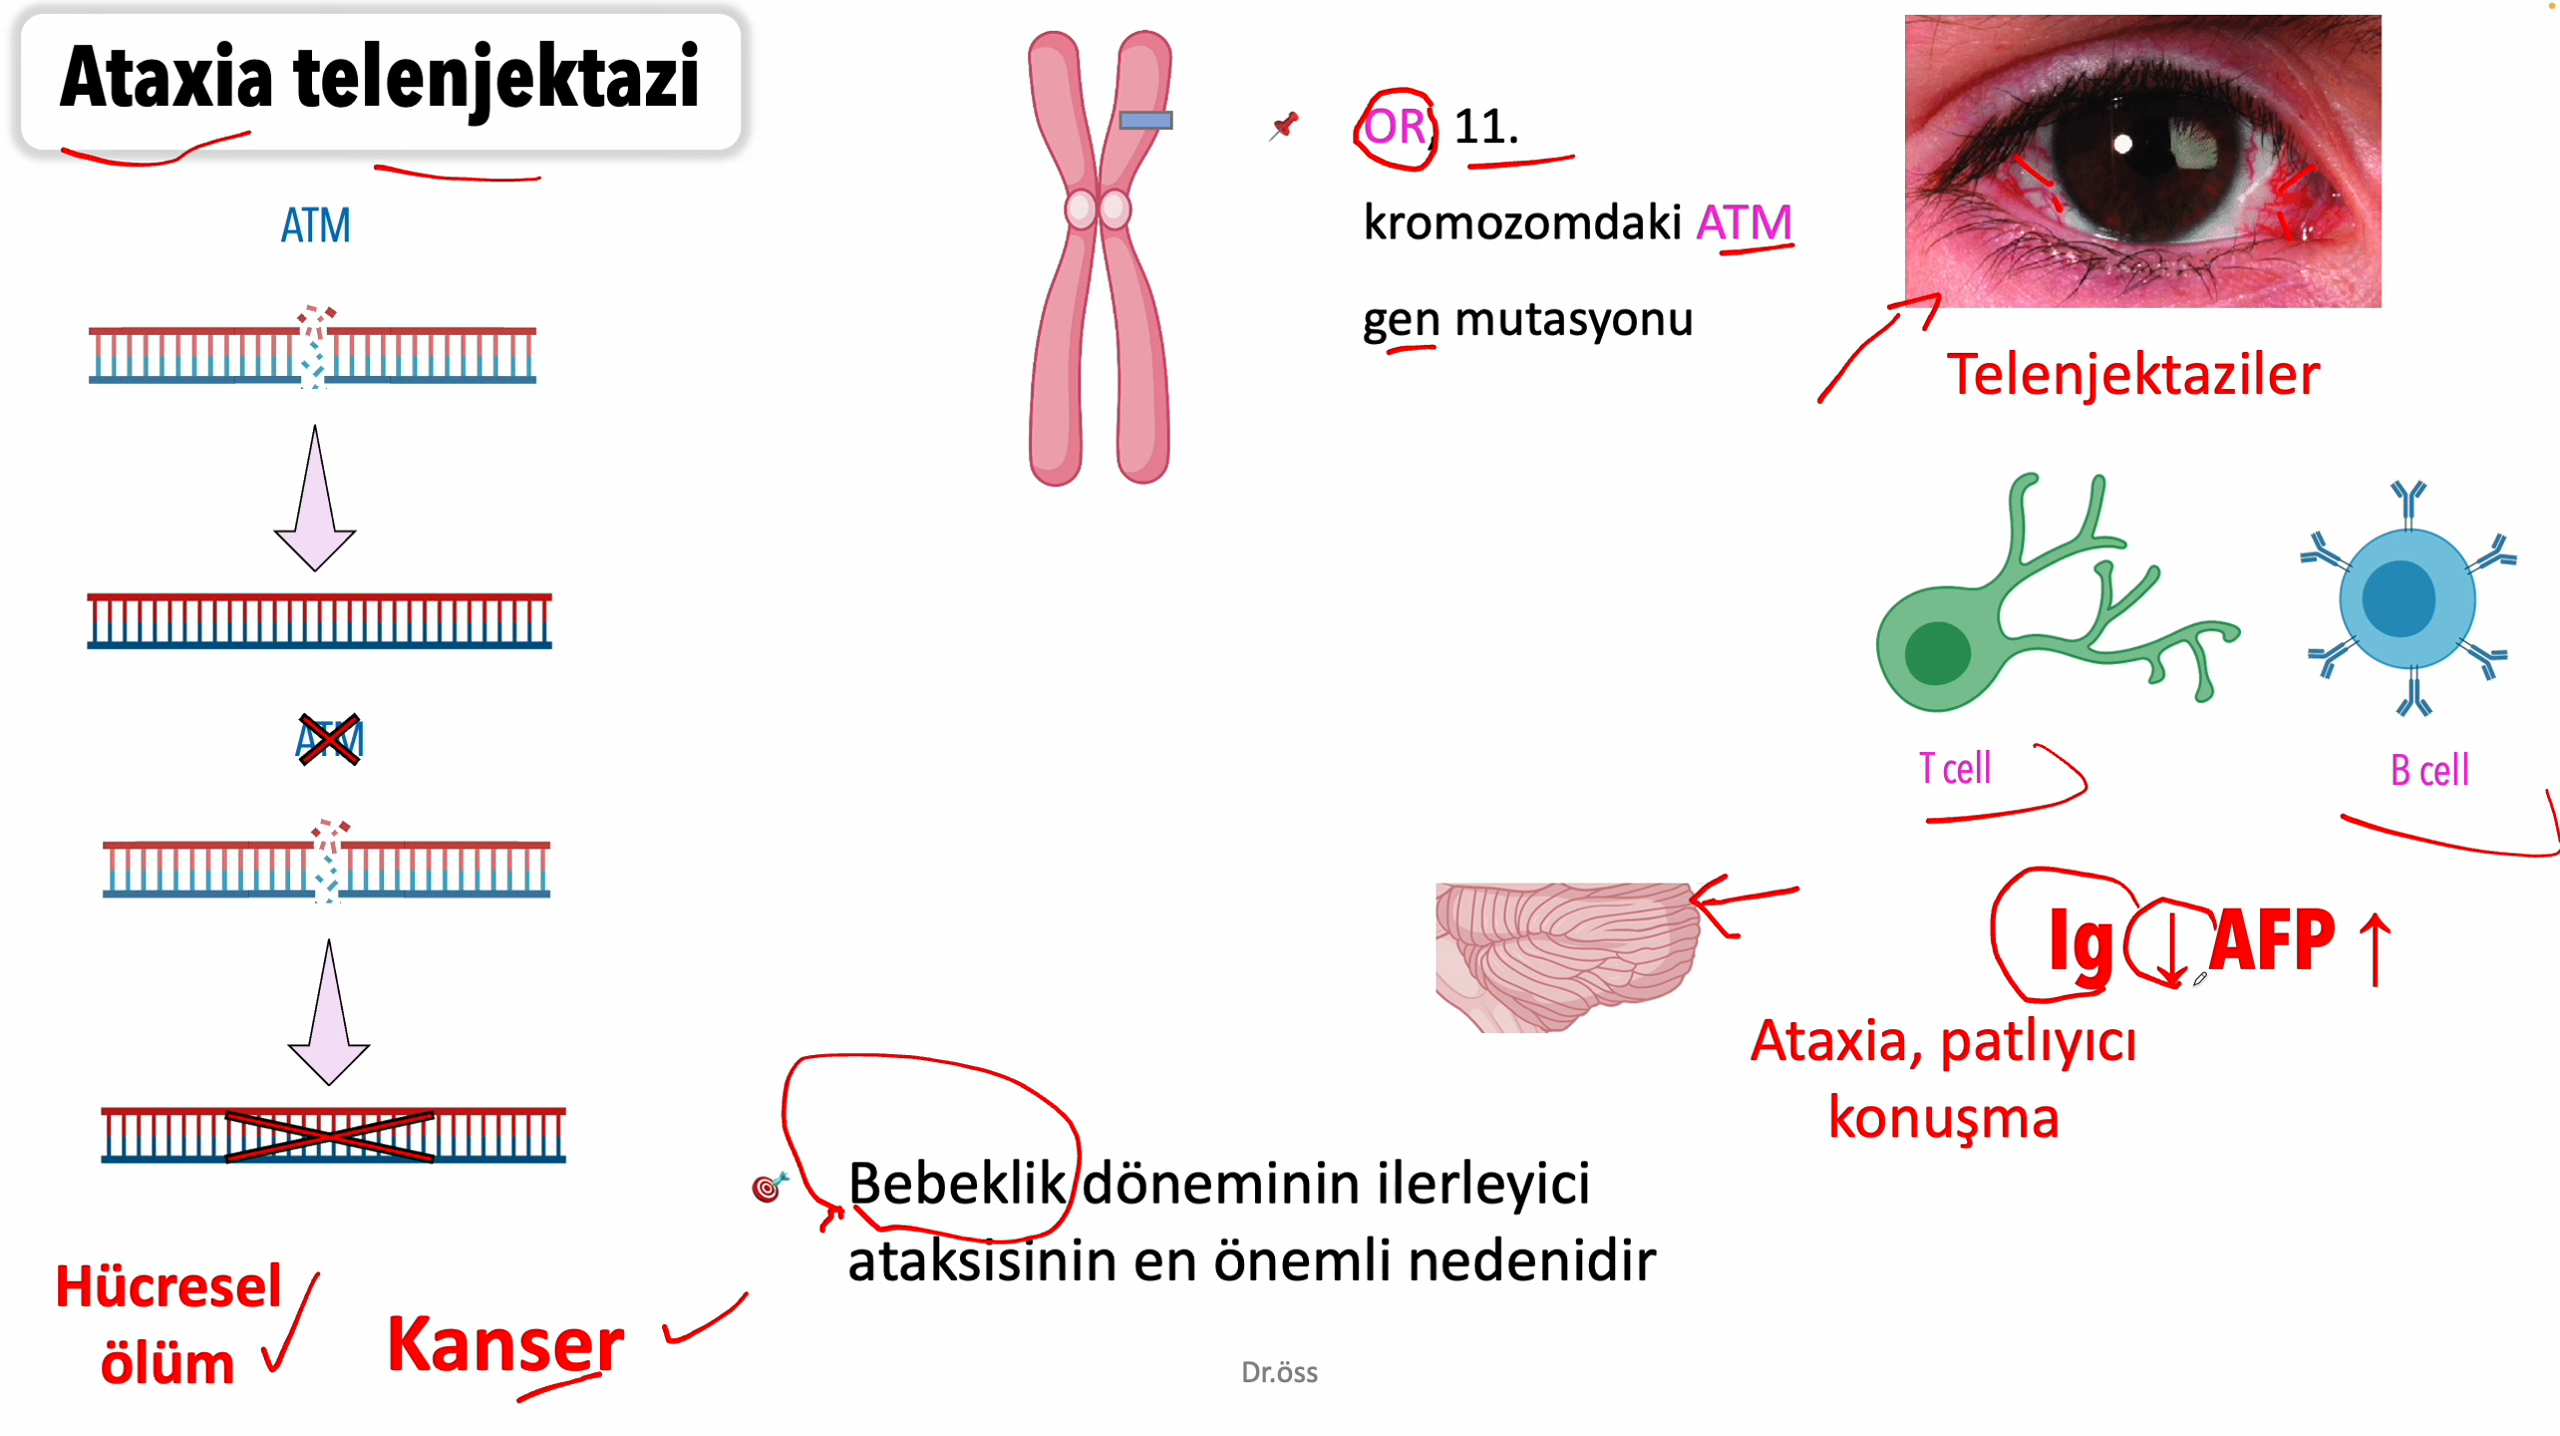 Ataxia telenjektazi
ATM
ATM
OR, 11.
kromozomdaki ATM
gen mutasyonu
Telenjektaziler
T cell
B cell
Ig ↓ AFP ↑
Ataxia, patlıyıcı
konuşma
Bebeklik döneminin ilerleyici
ataksisinin en önemli nedenidir
Hücresel
ölüm
Kanser
Dr.öss